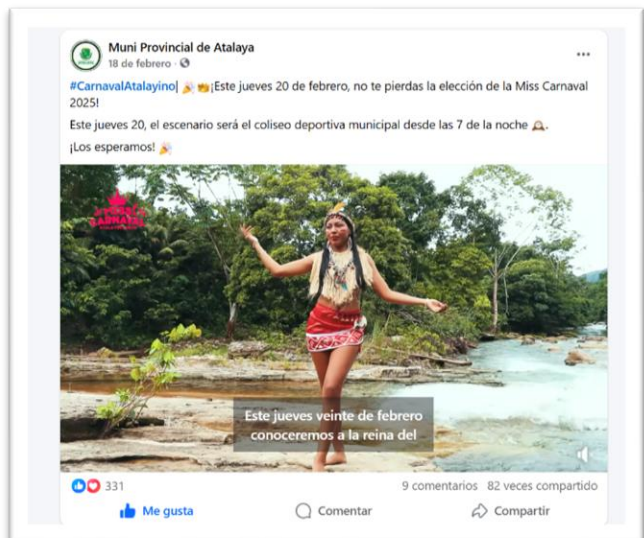 Muni Provincial de Atalaya
18 de febrero ·
#CarnavalAtalayino| ¡Este jueves 20 de febrero, no te pierdas la elección de la Miss Carnaval
2025!
Este jueves 20, el escenario será el coliseo deportiva municipal desde las 7 de la noche .
¡Los esperamos!
CARNAVAL
Este jueves veinte de febrero
conoceremos a la reina del
331
9 comentarios 82 veces compartido
Me gusta
Comentar
Compartir